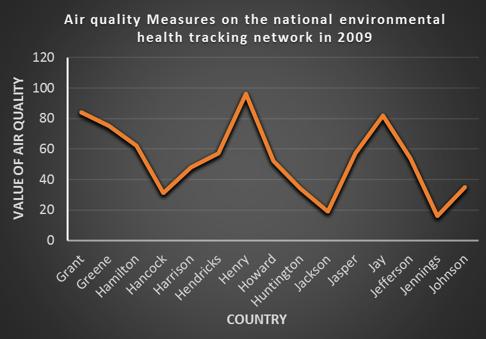 Air quality Measures on the national environmental
health tracking network in 2009
VALUE OF AIR QUALITY
120
100
80
60
40
20
0
Grant
Greene
Hamilton
Hancock
Harrison
Hendricks
Henry
Howard
Huntington
Jackson
Jasper
Jay
Jefferson
Jennings
Johnson
COUNTRY